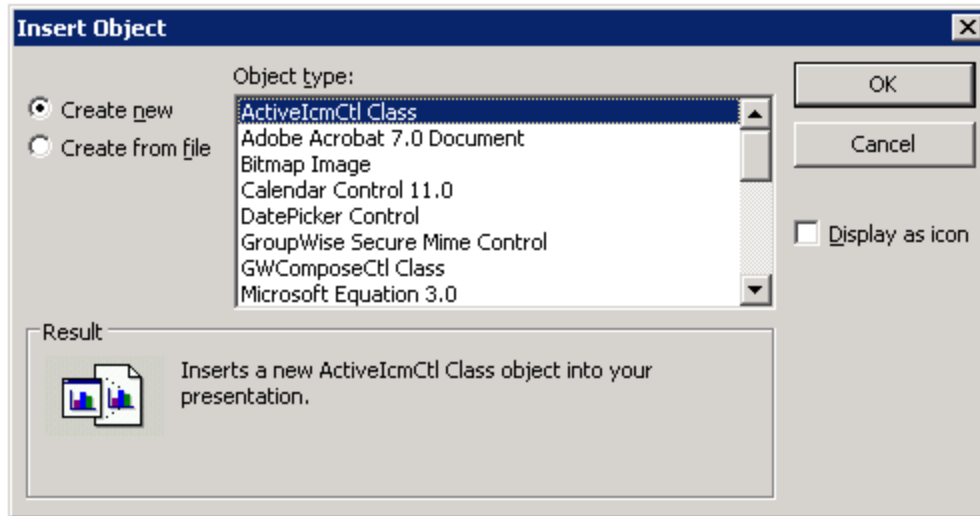 Insert Object
Create new
Create from file
Object type:
ActiveIcmCtl Class
Adobe Acrobat 7.0 Document
Bitmap Image
Calendar Control 11.0
DatePicker Control
GroupWise Secure Mime Control
GWComposeCtl Class
Microsoft Equation 3.0
OK
Cancel
Display as icon
Result
Inserts a new ActiveIcmCtl Class object into your
presentation.